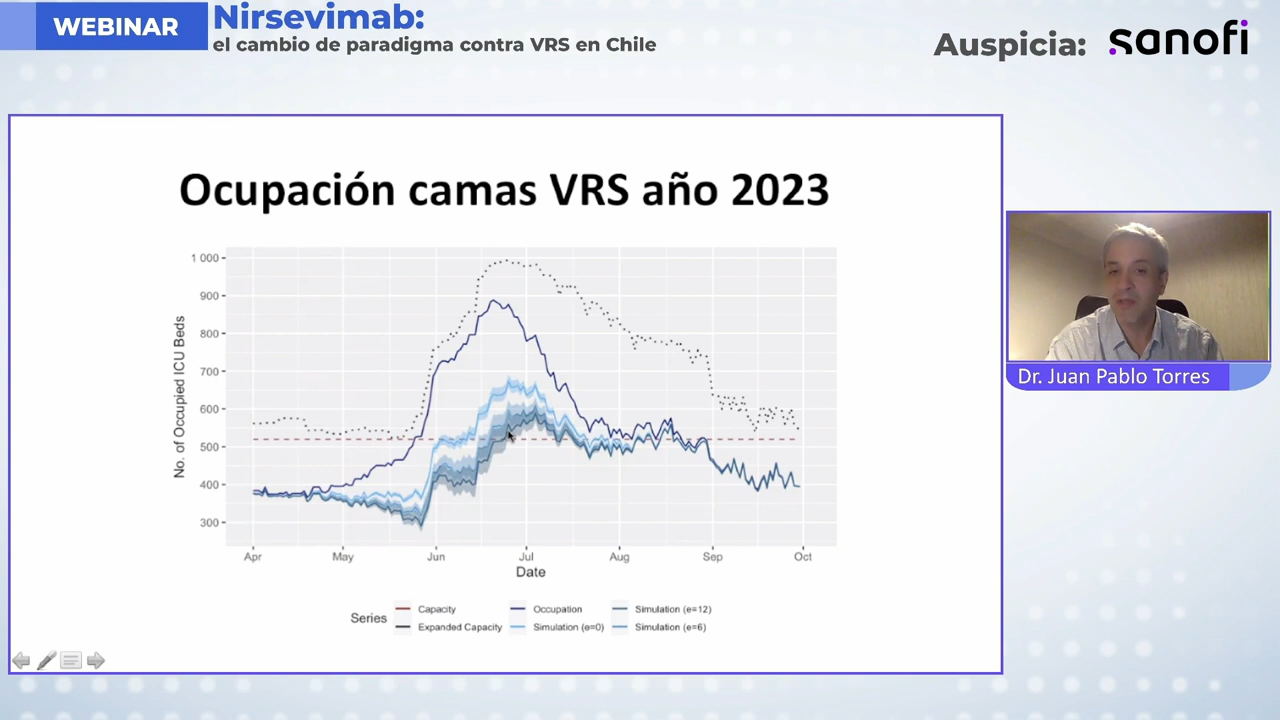 WEBINAR
Nirsevimab:
el cambio de paradigma contra VRS en Chile
Auspicia: sanofi
Ocupación camas VRS año 2023
No. of Occupied ICU Beds
1 000
900
800
700
600
500
400
300
Apr May Jun Jul Aug Sep Oct
Date
Series
Capacity
Occupation
Simulation (e=12)
Expanded Capacity
Simulation (e=0)
Simulation (e=6)
Dr. Juan Pablo Torres